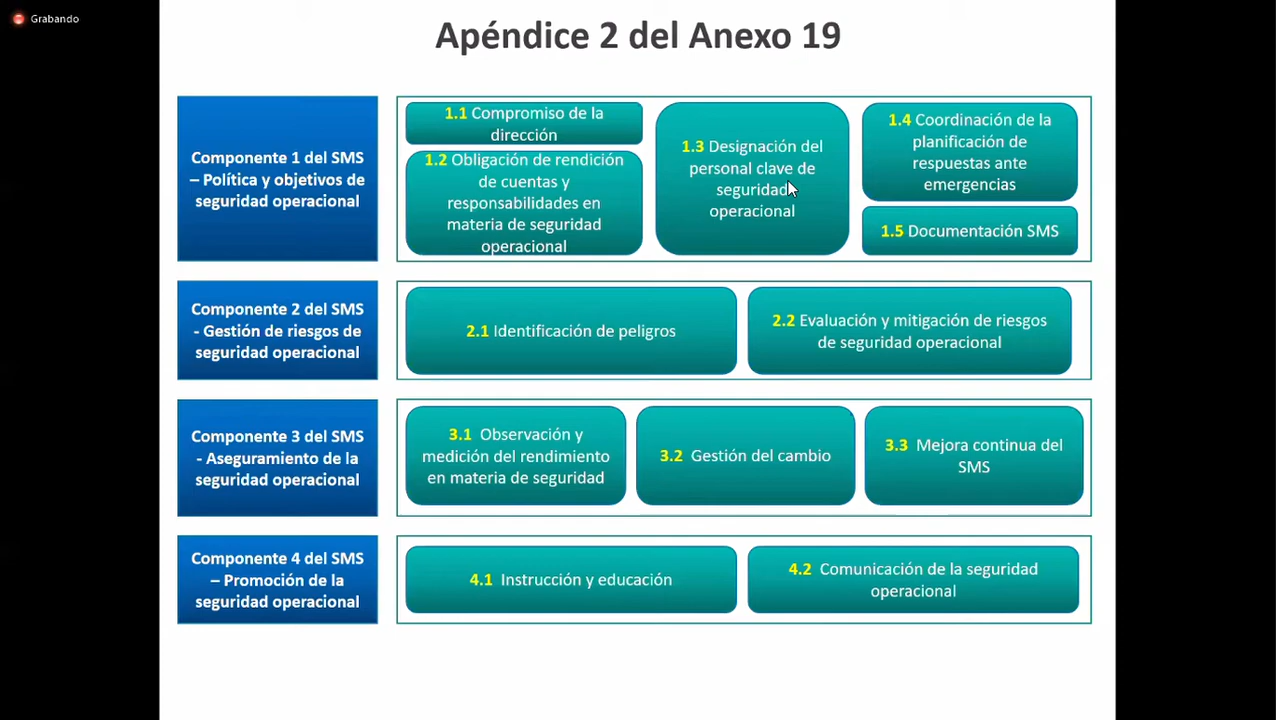 Grabando
Apéndice 2 del Anexo 19
Componente 1 del SMS
– Política y objetivos de
seguridad operacional
1.1 Compromiso de la
dirección
1.2 Obligación de rendición
de cuentas y
responsabilidades en
materia de seguridad
operacional
1.3 Designación del
personal clave de
seguridad
operacional
1.4 Coordinación de la
planificación de
respuestas ante
emergencias
1.5 Documentación SMS
Componente 2 del SMS
- Gestión de riesgos de
seguridad operacional
2.1 Identificación de peligros
2.2 Evaluación y mitigación de riesgos
de seguridad operacional
Componente 3 del SMS
- Aseguramiento de la
seguridad operacional
3.1 Observación y
medición del rendimiento
en materia de seguridad
3.2 Gestión del cambio
3.3 Mejora continua del
SMS
Componente 4 del SMS
– Promoción de la
seguridad operacional
4.1 Instrucción y educación
4.2 Comunicación de la seguridad
operacional